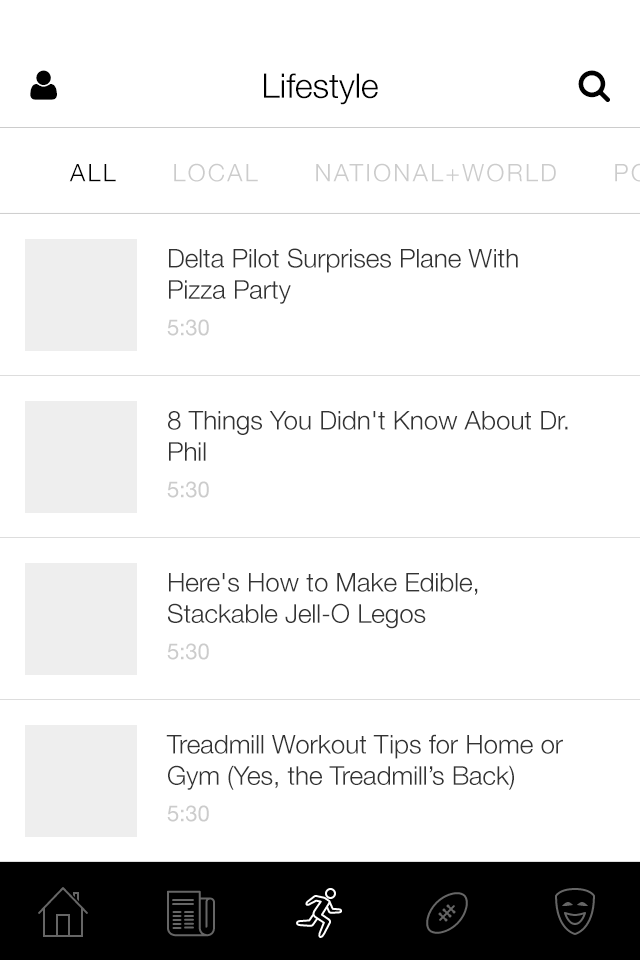 Lifestyle
ALL LOCAL NATIONAL+WORLD
Delta Pilot Surprises Plane With
Pizza Party
5:30
8 Things You Didn't Know About Dr.
Phil
5:30
Here's How to Make Edible,
Stackable Jell-O Legos
5:30
Treadmill Workout Tips for Home or
Gym (Yes, the Treadmill’s Back)
5:30